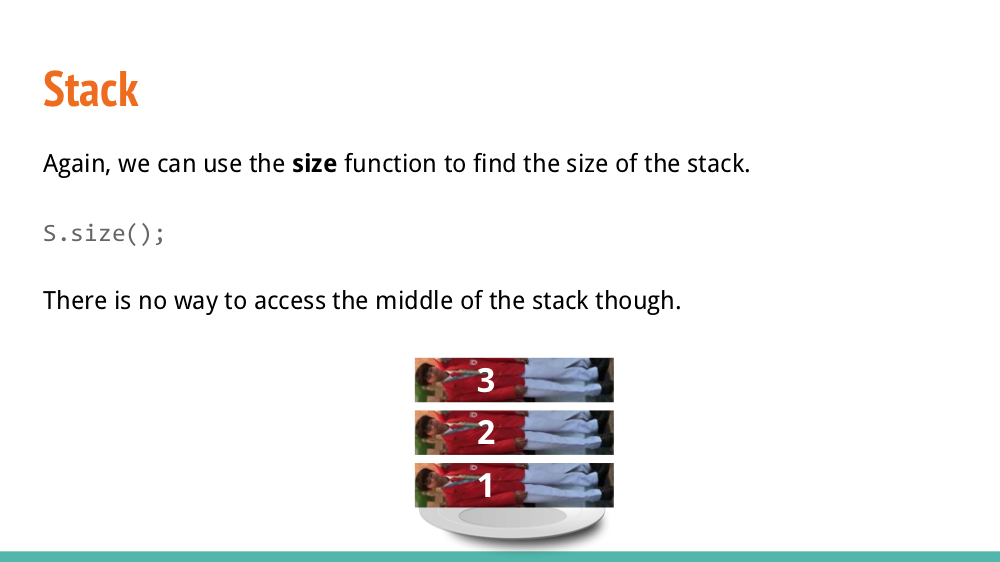 Stack
Again, we can use the size function to find the size of the stack.
S.size();
There is no way to access the middle of the stack though.
3
2
1